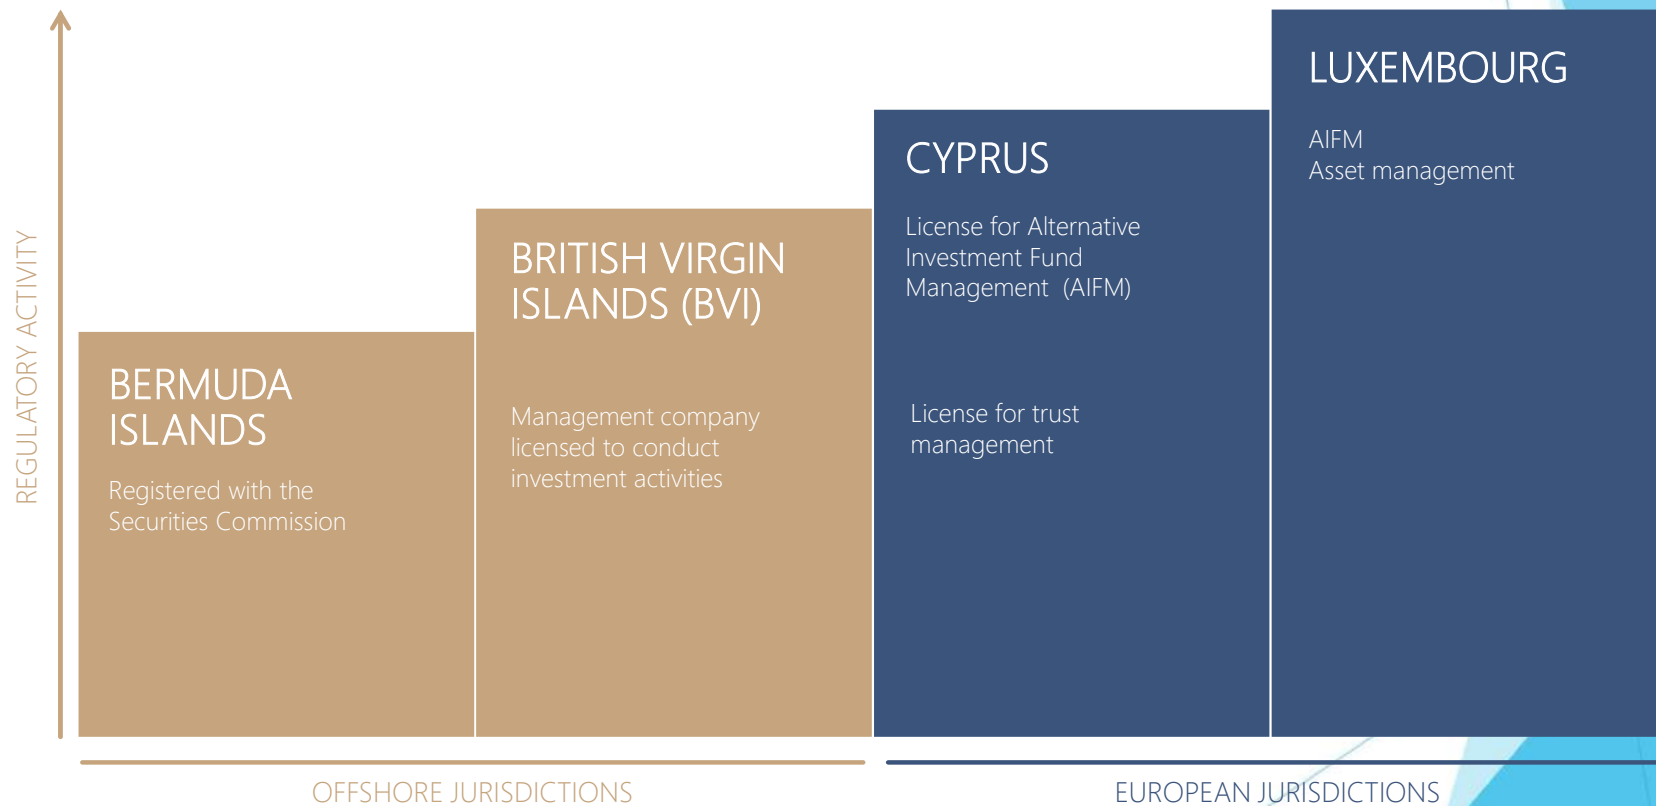 REGULATORY ACTIVITY
BERMUDA
ISLANDS
Registered with the
Securities Commission
BRITISH VIRGIN
ISLANDS (BVI)
Management company
licensed to conduct
investment activities
CYPRUS
License for Alternative
Investment Fund
Management (AIFM)
License for trust
management
LUXEMBOURG
AIFM
Asset management
OFFSHORE JURISDICTIONS
EUROPEAN JURISDICTIONS